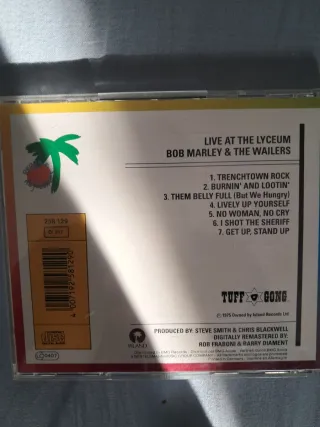 LIVE AT THE LYCEUM
BOB MARLEY & THE WAILERS
1. TRENCHTOWN ROCK
2. BURNIN' AND LOOTIN'
3. THEM BELLY FULL (But We Hungry)
4. LIVELY UP YOURSELF
5. NO WOMAN, NO CRY
6. I SHOT THE SHERIFF
7. GET UP, STAND UP
TUFF GONG
PRODUCED BY: STEVE SMITH & CHRIS BLACKWELL
DIGITALLY REMASTERED BY:
ROB FRABONI & BARRY DIAMENT
ISLAND